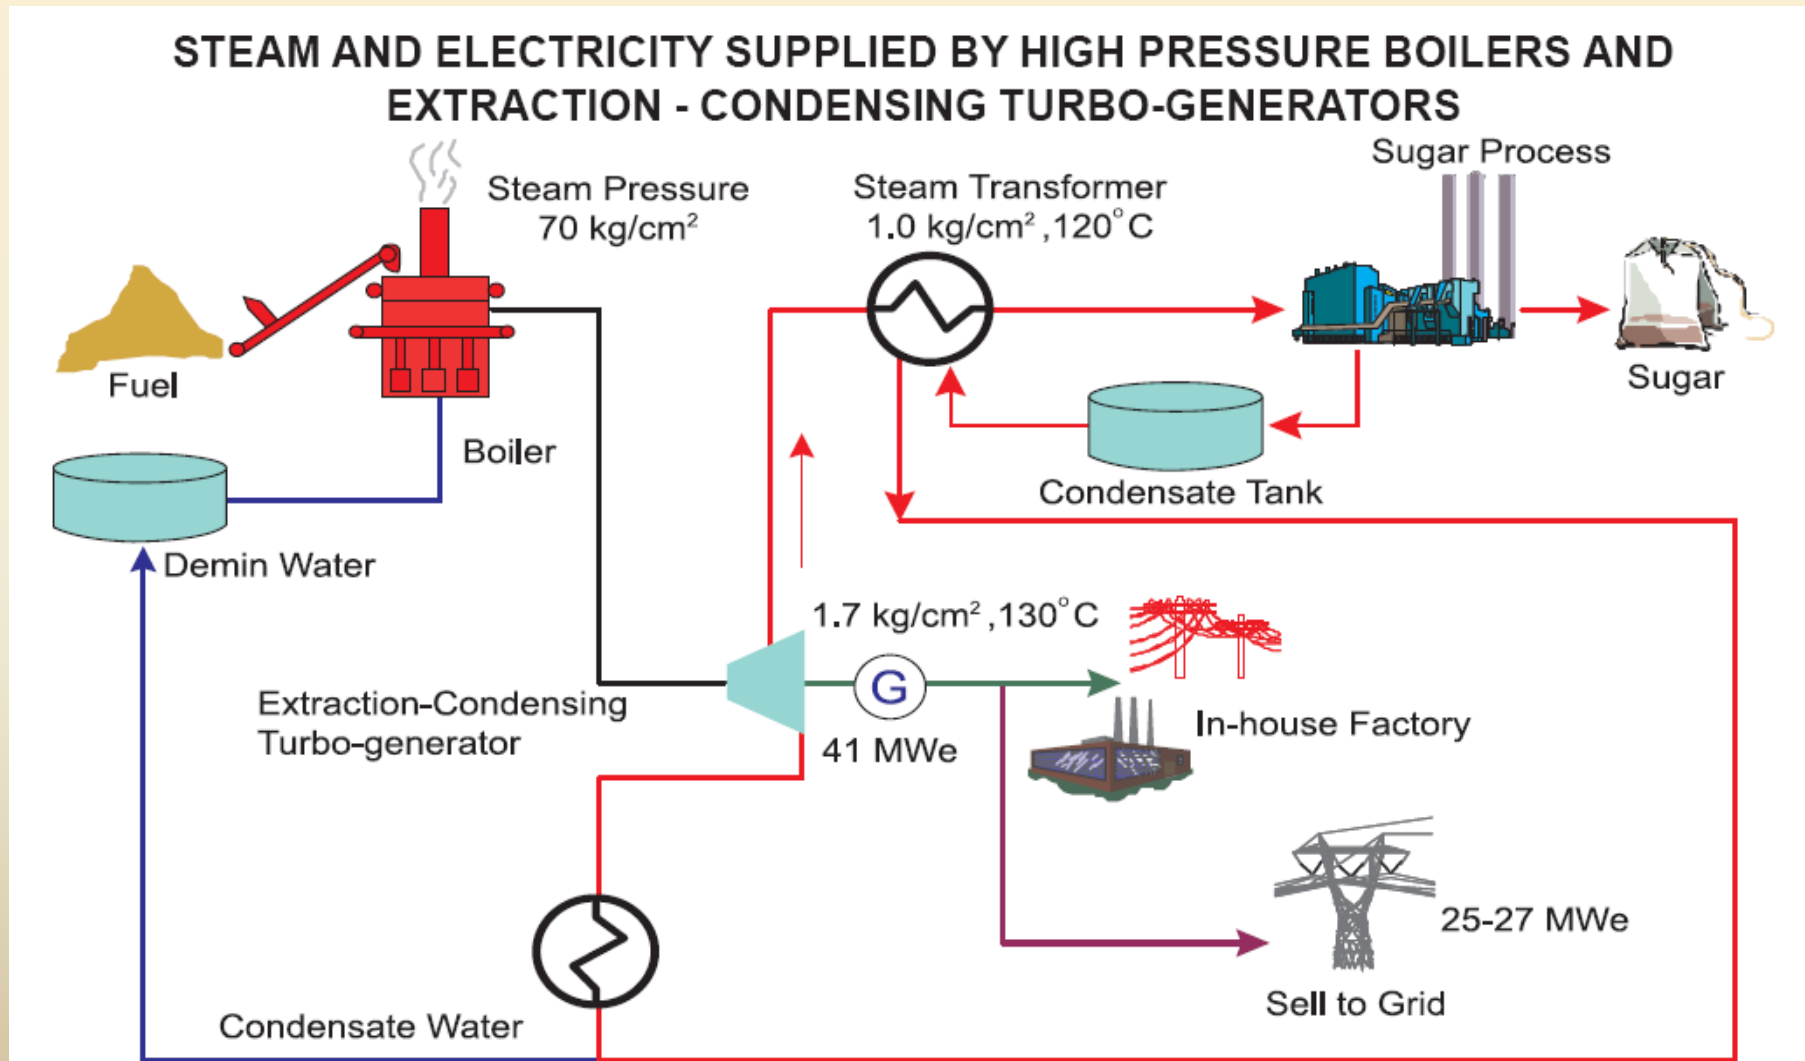 STEAM AND ELECTRICITY SUPPLIED BY HIGH PRESSURE BOILERS AND
EXTRACTION - CONDENSING TURBO-GENERATORS
Sugar Process
Steam Pressure
70 kg/cm²
Steam Transformer
1.0 kg/cm² ,120°C
Fuel
Sugar
Boiler
Condensate Tank
Demin Water
1.7 kg/cm² ,130°C
G
Extraction-Condensing
Turbo-generator
41 MWe
In-house Factory
25-27 MWe
Sell to Grid
Condensate Water